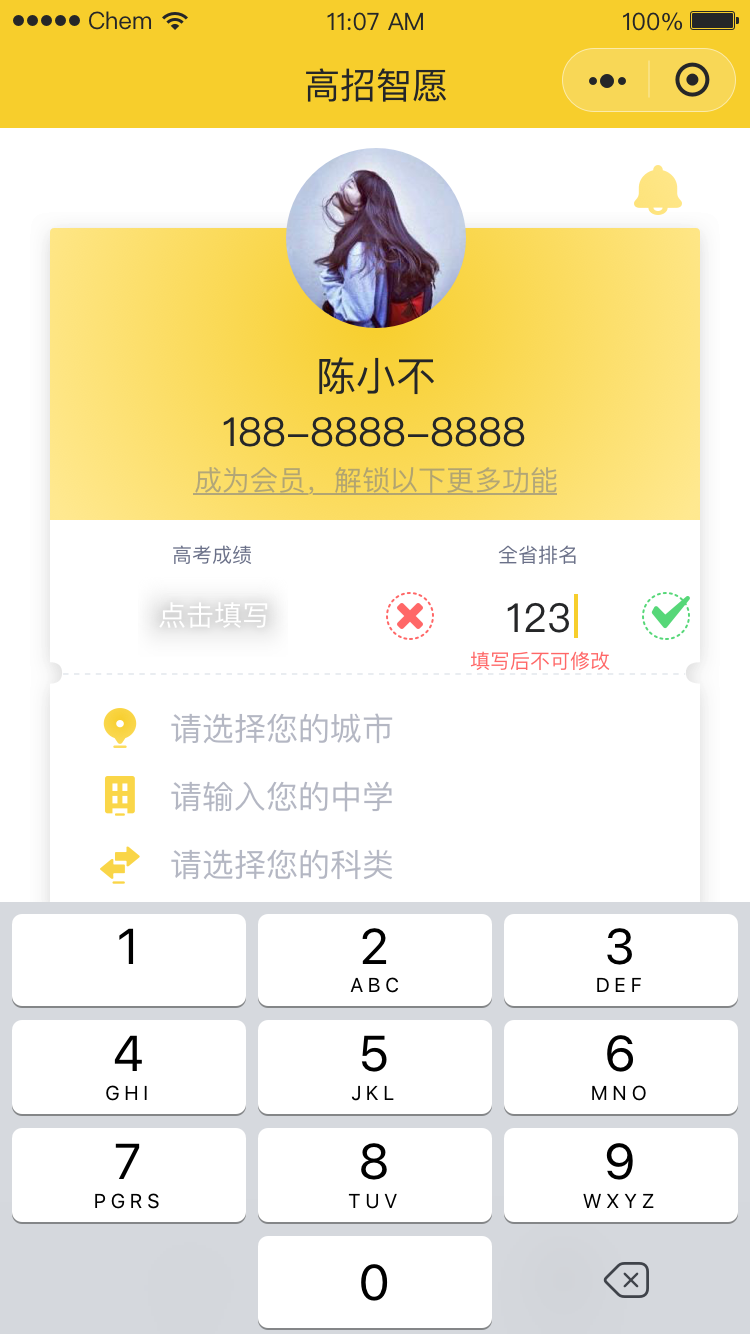 Chem 11:07 AM 100%
高招智愿
陈小不
188-8888-8888
成为会员，解锁以下更多功能
高考成绩 全省排名
点击填写 123
填写后不可修改
请选择您的城市
请输入您的中学
请选择您的科类
1 2 3
ABC DEF
4 5 6
GHI JKL MNO
7 8 9
PGRS TUV WXYZ
0